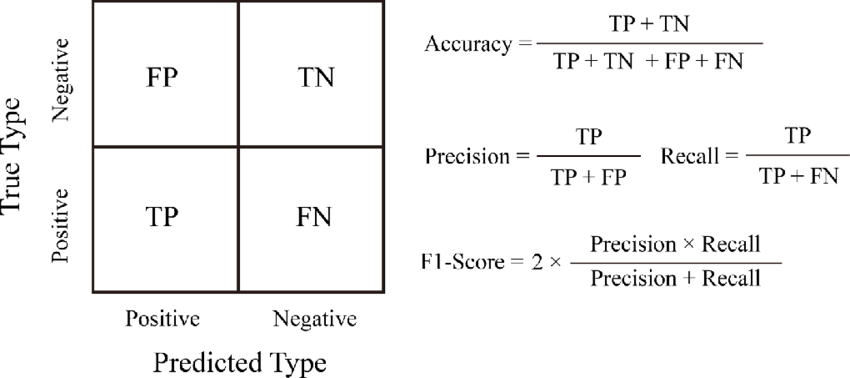 True Type
Negative
Positive
FP TN
TP FN
Positive Negative
Predicted Type
Accuracy = TP + TN
TP + TN + FP + FN
Precision = TP
TP + FP
Recall = TP
TP + FN
F1-Score = 2 × Precision × Recall
Precision + Recall